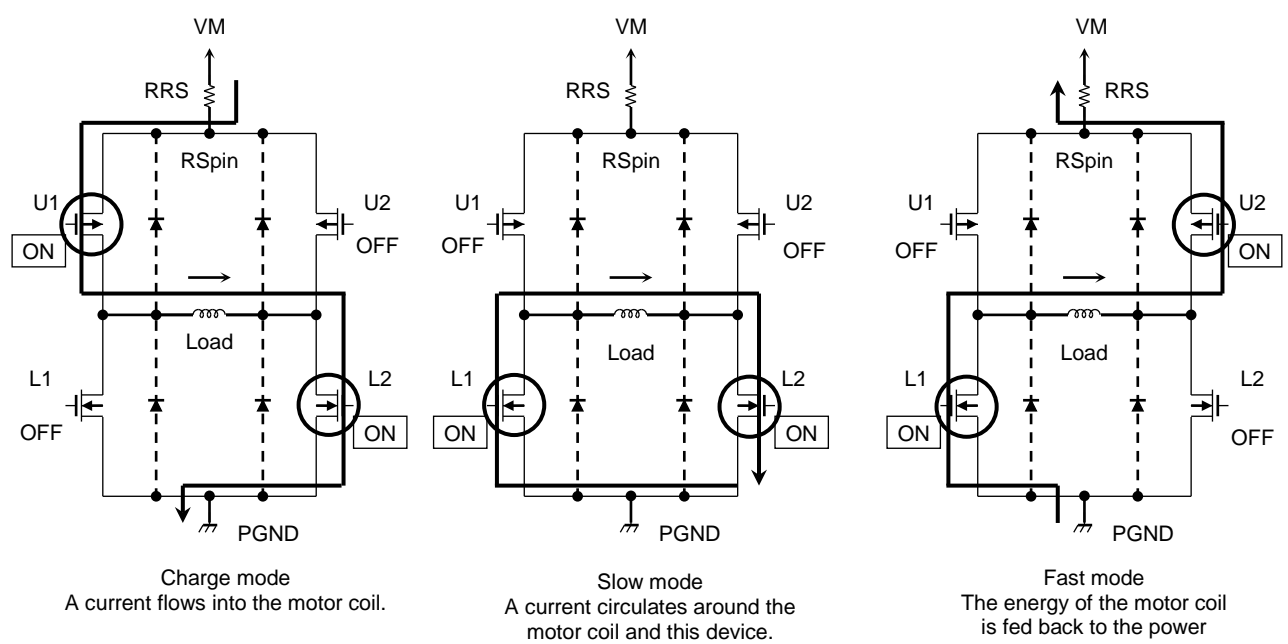 VM
RRS
RSpin
U1
ON
U2
OFF
Load
L1
OFF
L2
ON
PGND
Charge mode
A current flows into the motor coil.
VM
RRS
RSpin
U1
OFF
U2
OFF
Load
L1
ON
L2
ON
PGND
Slow mode
A current circulates around the
motor coil and this device.
VM
RRS
RSpin
U1
OFF
U2
ON
Load
L1
ON
L2
OFF
PGND
Fast mode
The energy of the motor coil
is fed back to the power